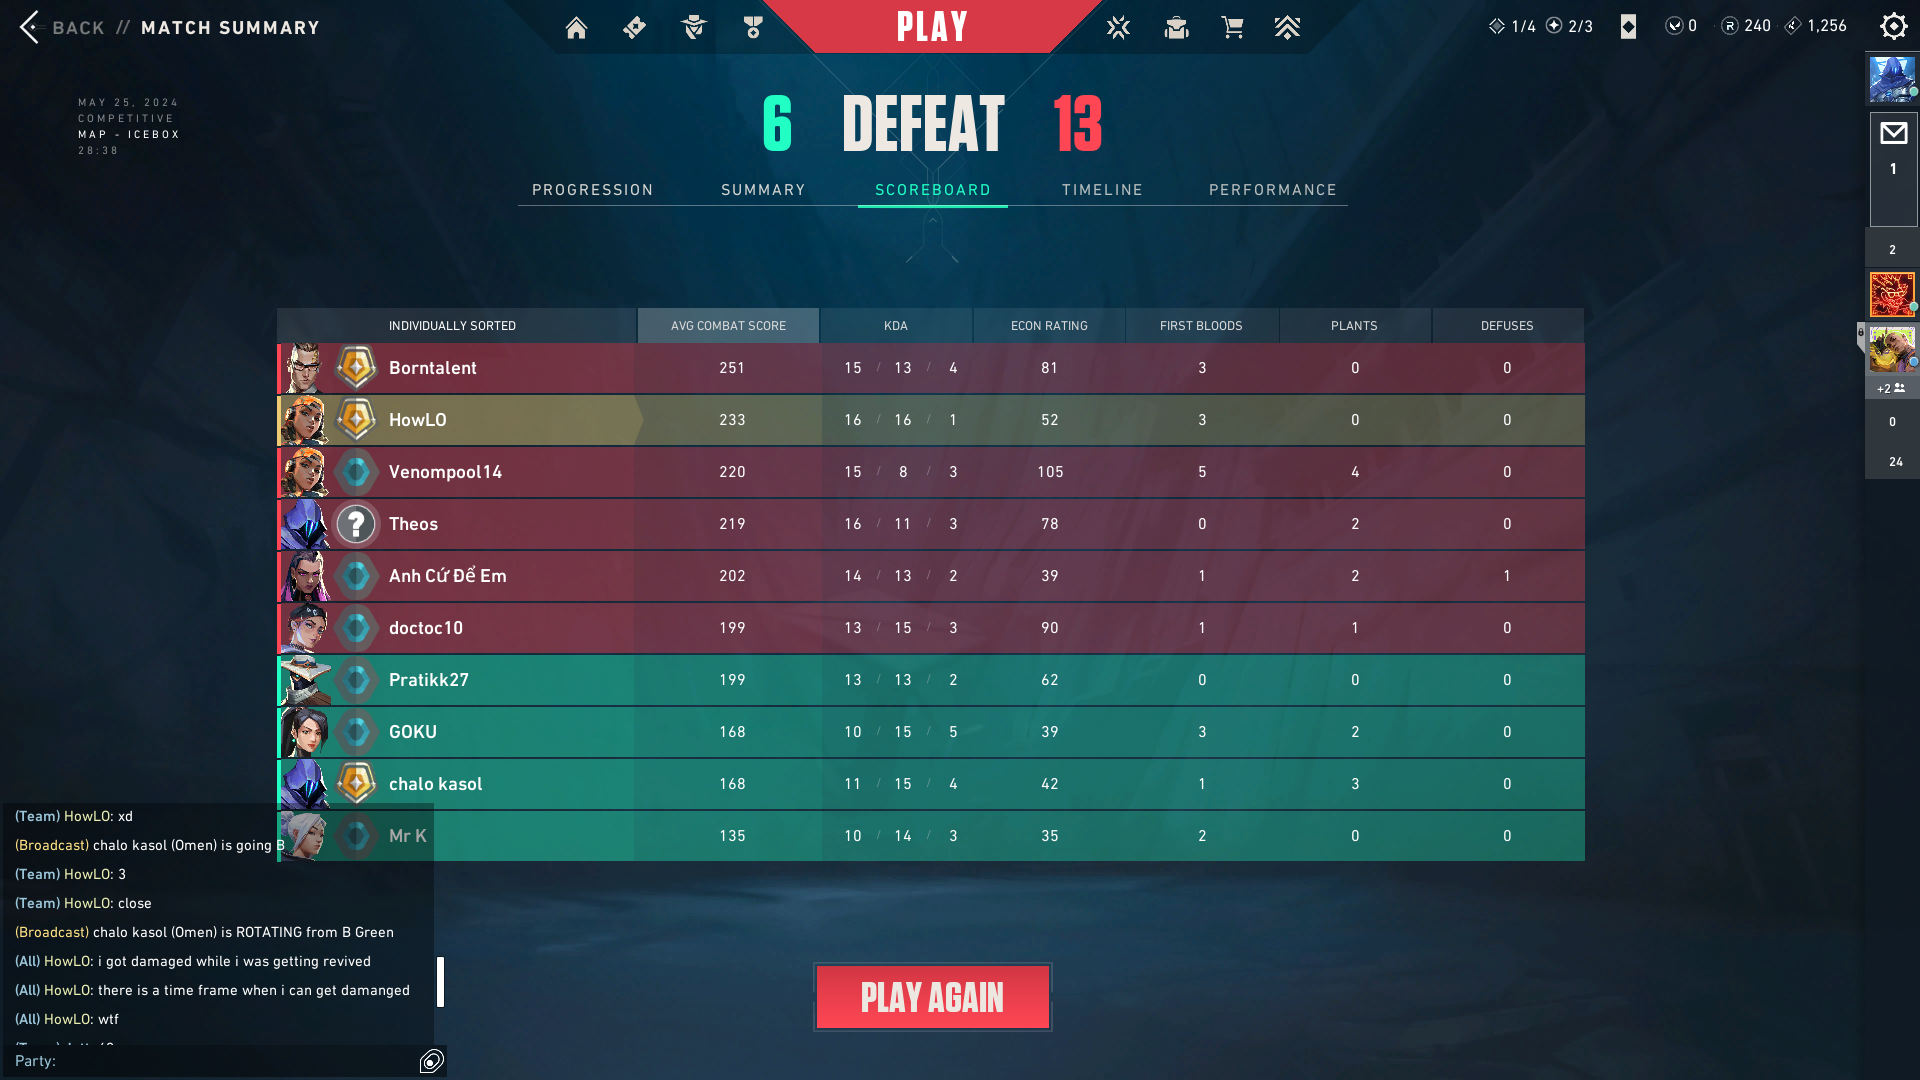 BACK // MATCH SUMMARY
PLAY
1/4 2/3 0 240 1,256
MAY 25, 2024
COMPETITIVE
MAP - ICEBOX
28:38
6 DEFEAT 13
PROGRESSION SUMMARY SCOREBOARD TIMELINE PERFORMANCE
1
2
+2
0
24
INDIVIDUALLY SORTED AVG COMBAT SCORE KDA ECON RATING FIRST BLOODS PLANTS DEFUSES
Borntalent 251 15 / 13 / 4 81 3 0 0
HowLO 233 16 / 16 / 1 52 3 0 0
Venompool14 220 15 / 8 / 3 105 5 4 0
? Theos 219 16 / 11 / 3 78 0 2 0
Anh Cứ Để Em 202 14 / 13 / 2 39 1 2 1
doctoc10 199 13 / 15 / 3 90 1 1 0
Pratikk27 199 13 / 13 / 2 62 0 0 0
GOKU 168 10 / 15 / 5 39 3 2 0
chalo kasol 168 11 / 15 / 4 42 1 3 0
Mr K 135 10 / 14 / 3 35 2 0 0
(Team) HowLO: xd
(Broadcast) chalo kasol (Omen) is going B
(Team) HowLO: 3
(Team) HowLO: close
(Broadcast) chalo kasol (Omen) is ROTATING from B Green
(All) HowLO: i got damaged while i was getting revived
(All) HowLO: there is a time frame when i can get damanged
(All) HowLO: wtf
Party:
PLAY AGAIN